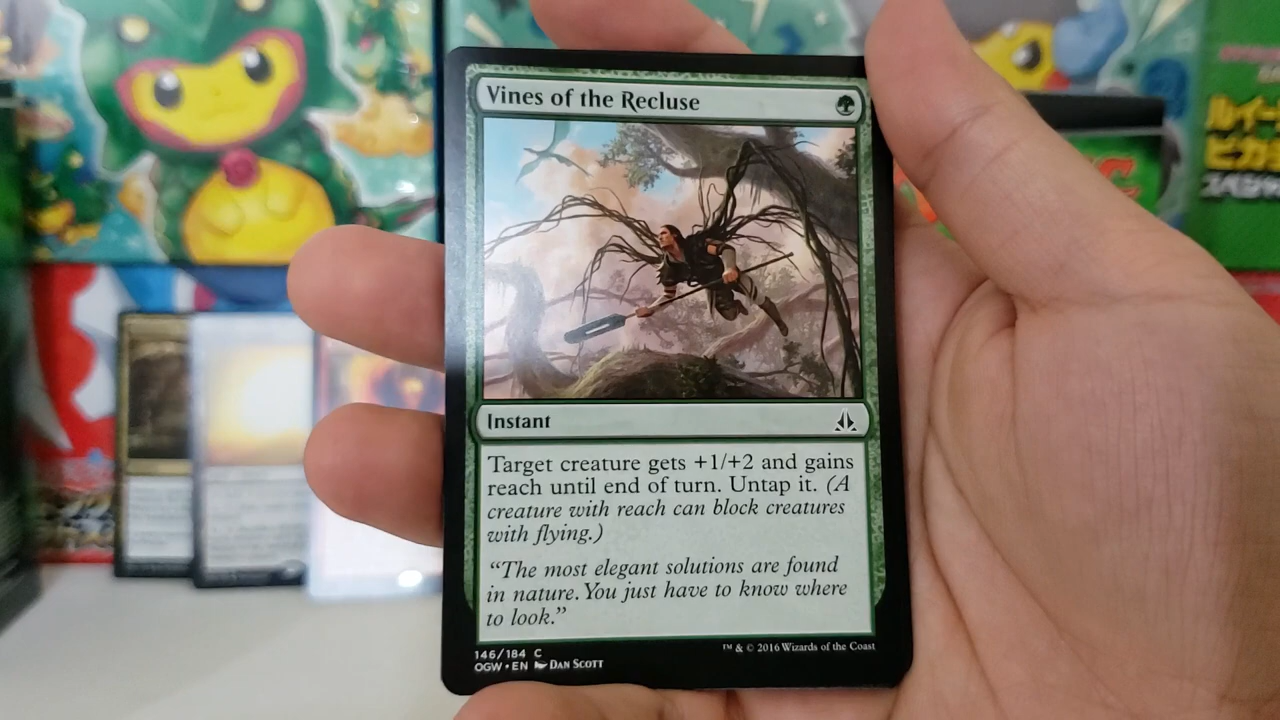 Vines of the Recluse
Instant
Target creature gets +1/+2 and gains
reach until end of turn. Untap it. (A
creature with reach can block creatures
with flying.)
“The most elegant solutions are found
in nature. You just have to know where
to look.”
146/184 C
OGW • EN DAN SCOTT
™ & © 2016 Wizards of the Coast